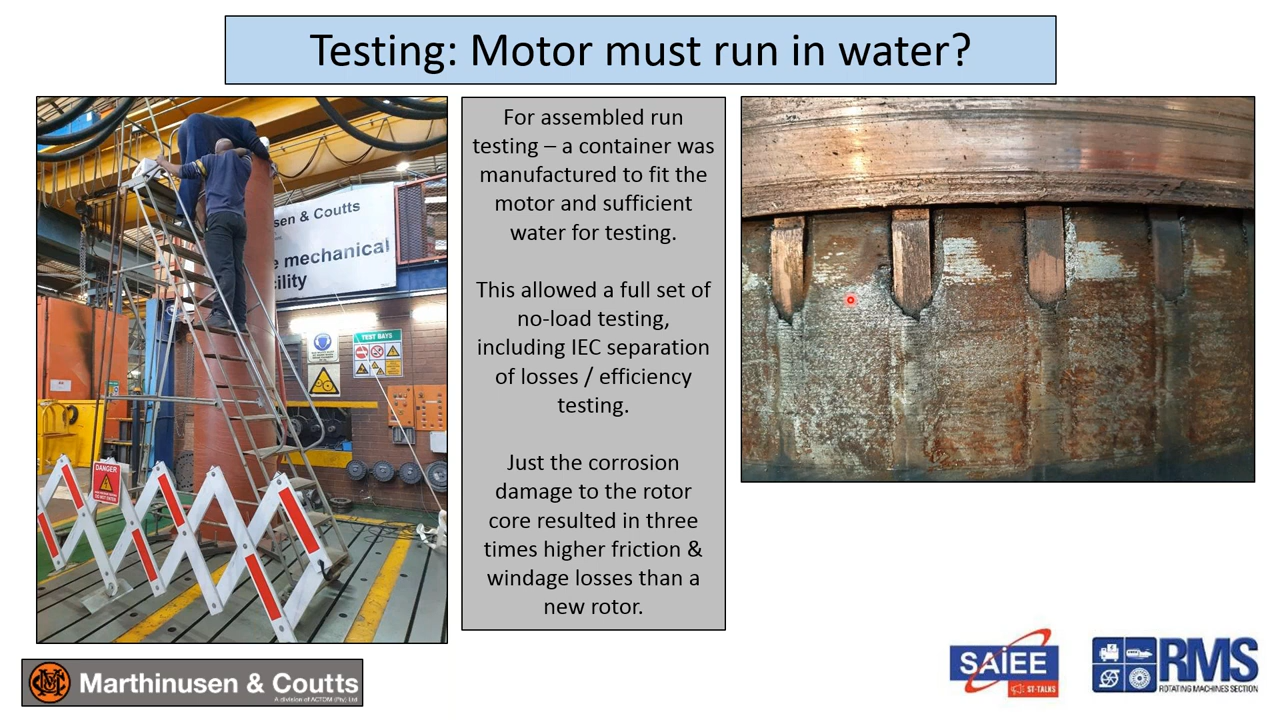 Testing: Motor must run in water?
For assembled run
testing – a container was
manufactured to fit the
motor and sufficient
water for testing.
This allowed a full set of
no-load testing,
including IEC separation
of losses / efficiency
testing.
Just the corrosion
damage to the rotor
core resulted in three
times higher friction &
windage losses than a
new rotor.
sen & Coutts
e mechanical
cility
TEST BAYS
DANGER
Marthinusen & Coutts
A division of ACTOM (Pty) Ltd
SAIEE
ST-TALKS
RMS
ROTATING MACHINES SECTION